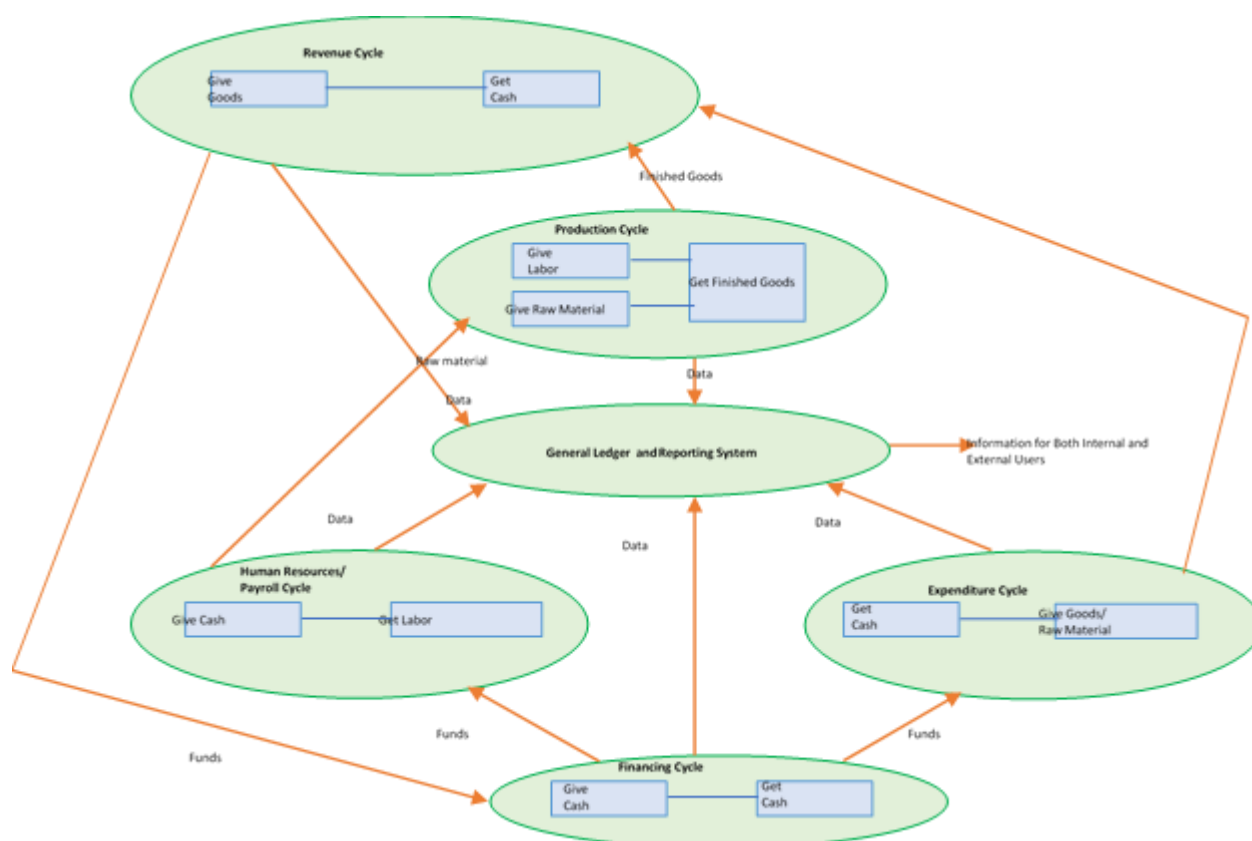 Revenue Cycle
Give
Goods
Get
Cash
Finished Goods
Production Cycle
Give
Labor
Get Finished Goods
Give Raw Material
Raw material
Data
Data
General Ledger and Reporting System
Information for Both Internal and
External Users
Data
Data
Data
Human Resources/
Payroll Cycle
Give Cash
Get Labor
Expenditure Cycle
Get
Cash
Give Goods/
Raw Material
Funds
Funds
Funds
Financing Cycle
Give
Cash
Get
Cash